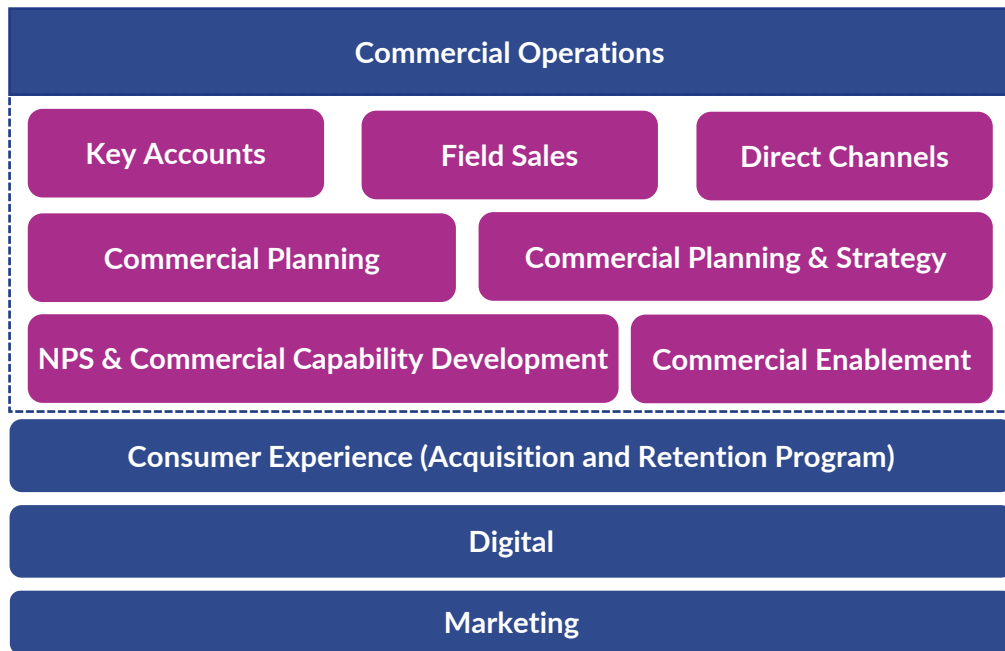 Commercial Operations
Key Accounts
Field Sales
Direct Channels
Commercial Planning
Commercial Planning & Strategy
NPS & Commercial Capability Development
Commercial Enablement
Consumer Experience (Acquisition and Retention Program)
Digital
Marketing